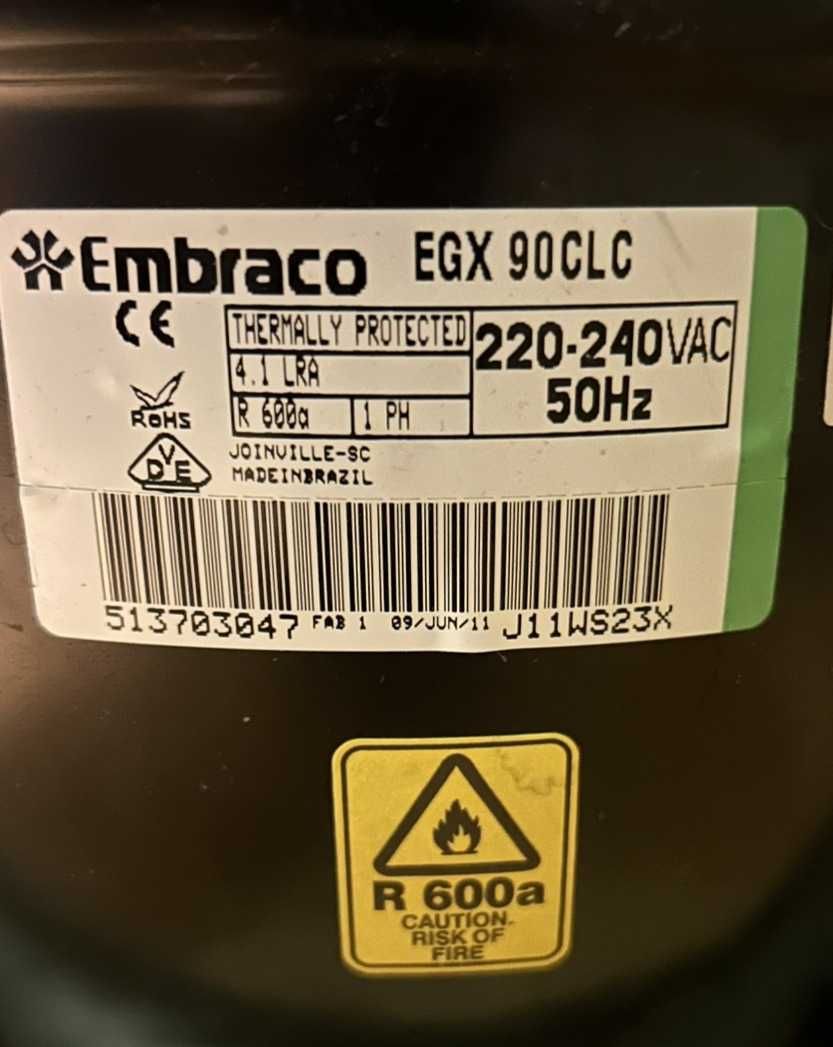 Embraco EGX 90CLC
CE
THERMALLY PROTECTED
220-240VAC
4.1 LRA
50Hz
R 600a 1 PH
RoHS
JOINVILLE-SC
VDE
MADEINBRAZIL
513703047 FAB 1 09/JUN/11 J11WS23X
R 600a
CAUTION-
RISK OF
FIRE